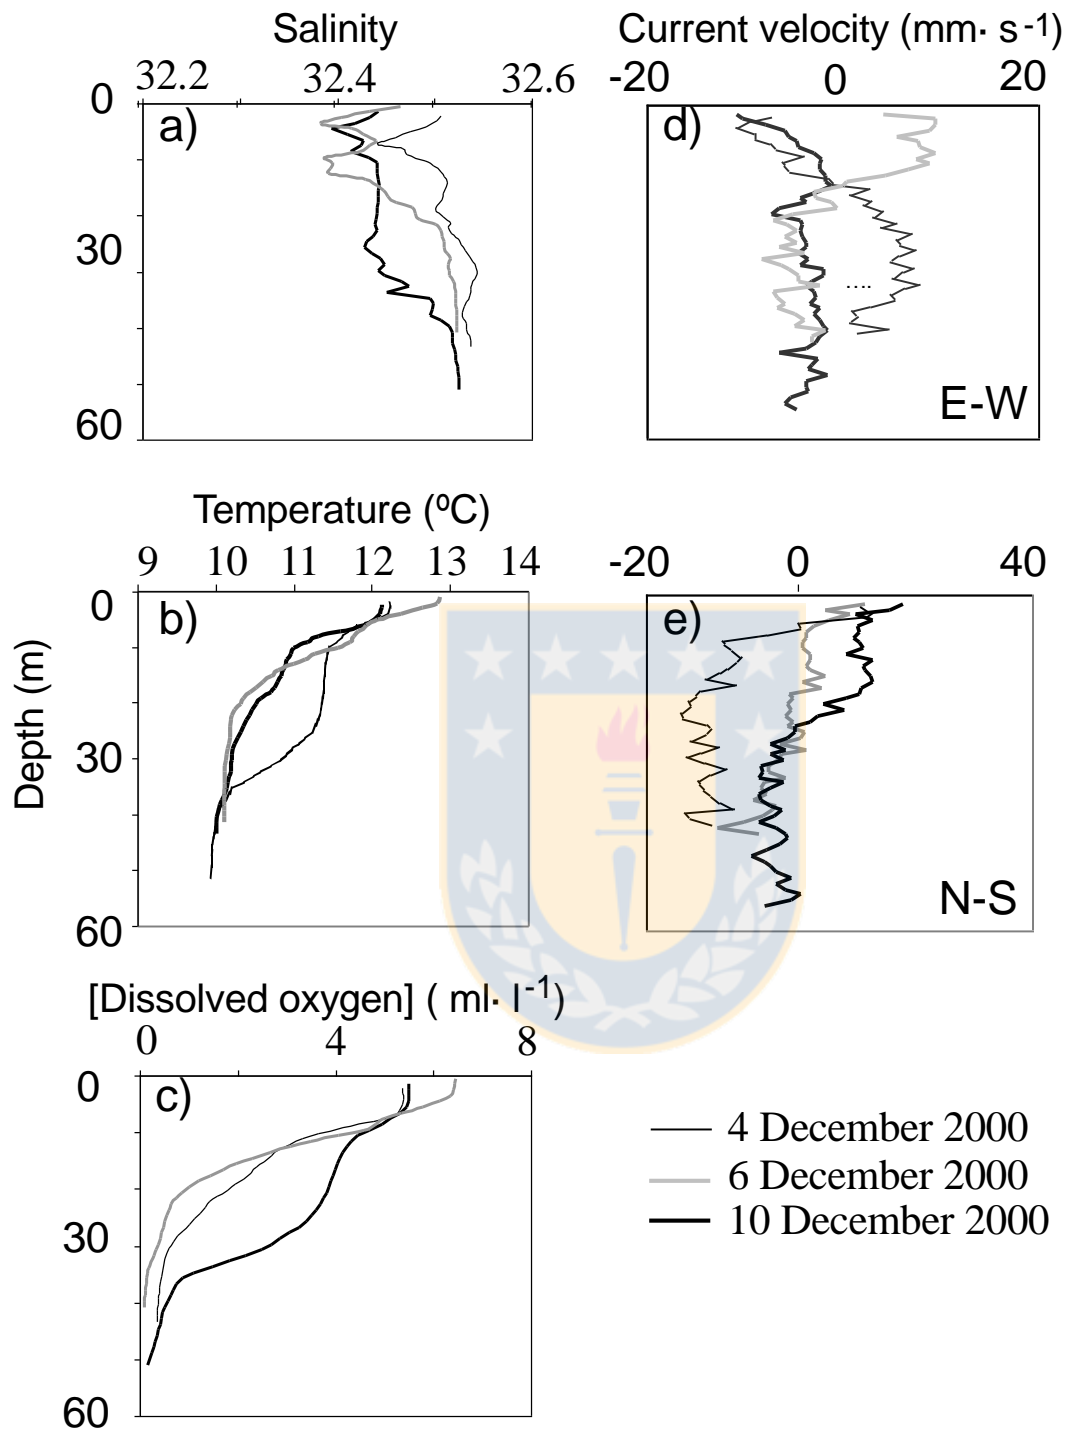 Salinity
32.2 32.4 32.6
0
30
60
a)
Current velocity (mm· s-1)
-20 0 20
d)
E-W
Temperature (ºC)
9 10 11 12 13 14
0
30
60
b)
Depth (m)
-20 0 40
e)
N-S
[Dissolved oxygen] ( ml· l-1)
0 4 8
0
30
60
c)
4 December 2000
6 December 2000
10 December 2000